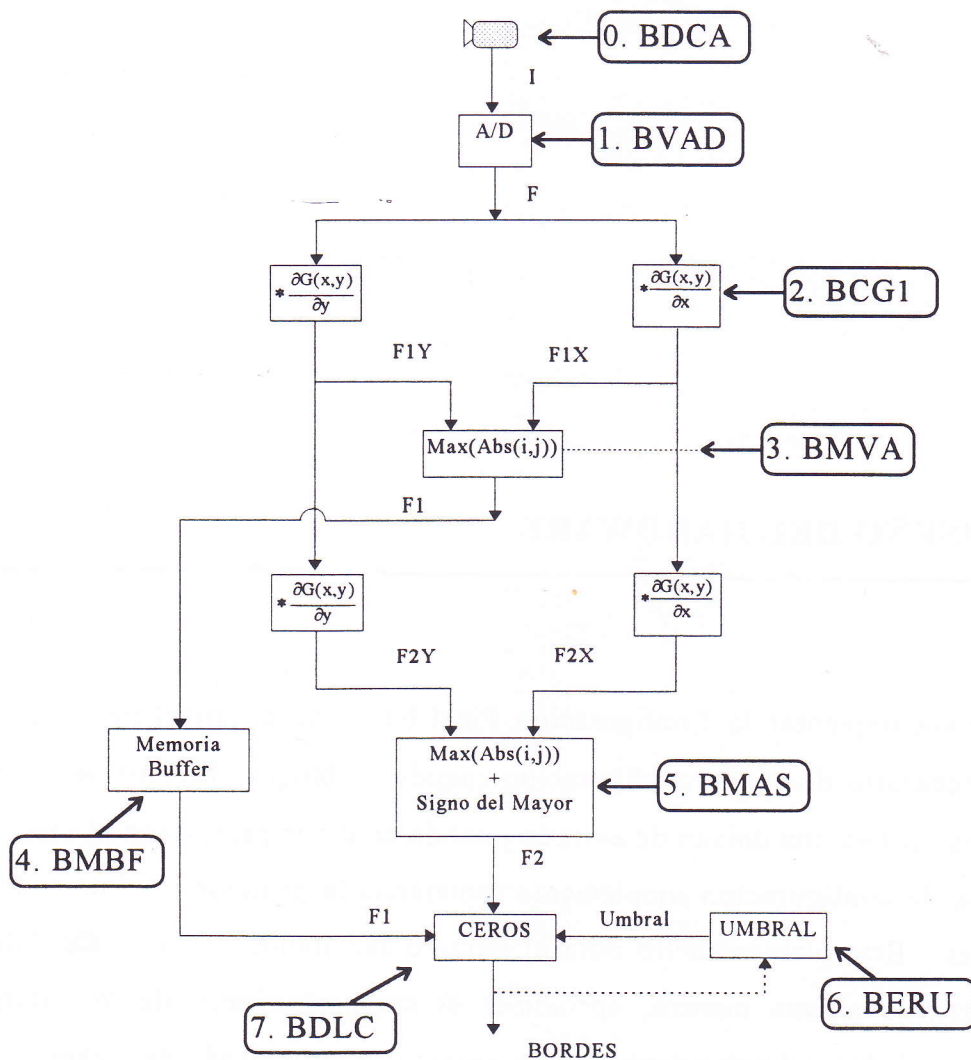 0. BDCA
I
A/D
1. BVAD
F
* ∂G(x,y)
∂y
* ∂G(x,y)
∂x
2. BCG1
F1Y
F1X
Max(Abs(i,j))
3. BMVA
F1
* ∂G(x,y)
∂y
* ∂G(x,y)
∂x
F2Y
F2X
Memoria
Buffer
Max(Abs(i,j))
+
Signo del Mayor
5. BMAS
4. BMBF
F2
F1
CEROS
Umbral
UMBRAL
7. BDLC
6. BERU
BORDES